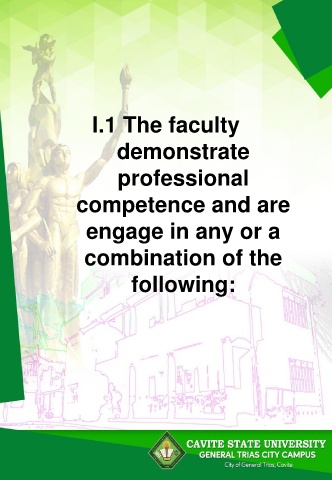 I.1 The faculty
demonstrate
professional
competence and are
engage in any or a
combination of the
following:
CAVITE STATE UNIVERSITY
GENERAL TRIAS CITY CAMPUS
City of General Trias, Cavite